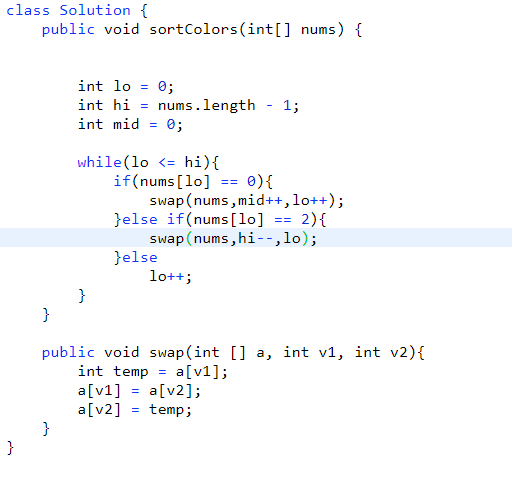 class Solution {
    public void sortColors(int[] nums) {
        int lo = 0;
        int hi = nums.length - 1;
        int mid = 0;
        while(lo <= hi){
            if(nums[lo] == 0){
                swap(nums,mid++,lo++);
            }else if(nums[lo] == 2){
                swap(nums,hi--,lo);
            }else
                lo++;
        }
    }
    public void swap(int [] a, int v1, int v2){
        int temp = a[v1];
        a[v1] = a[v2];
        a[v2] = temp;
    }
}